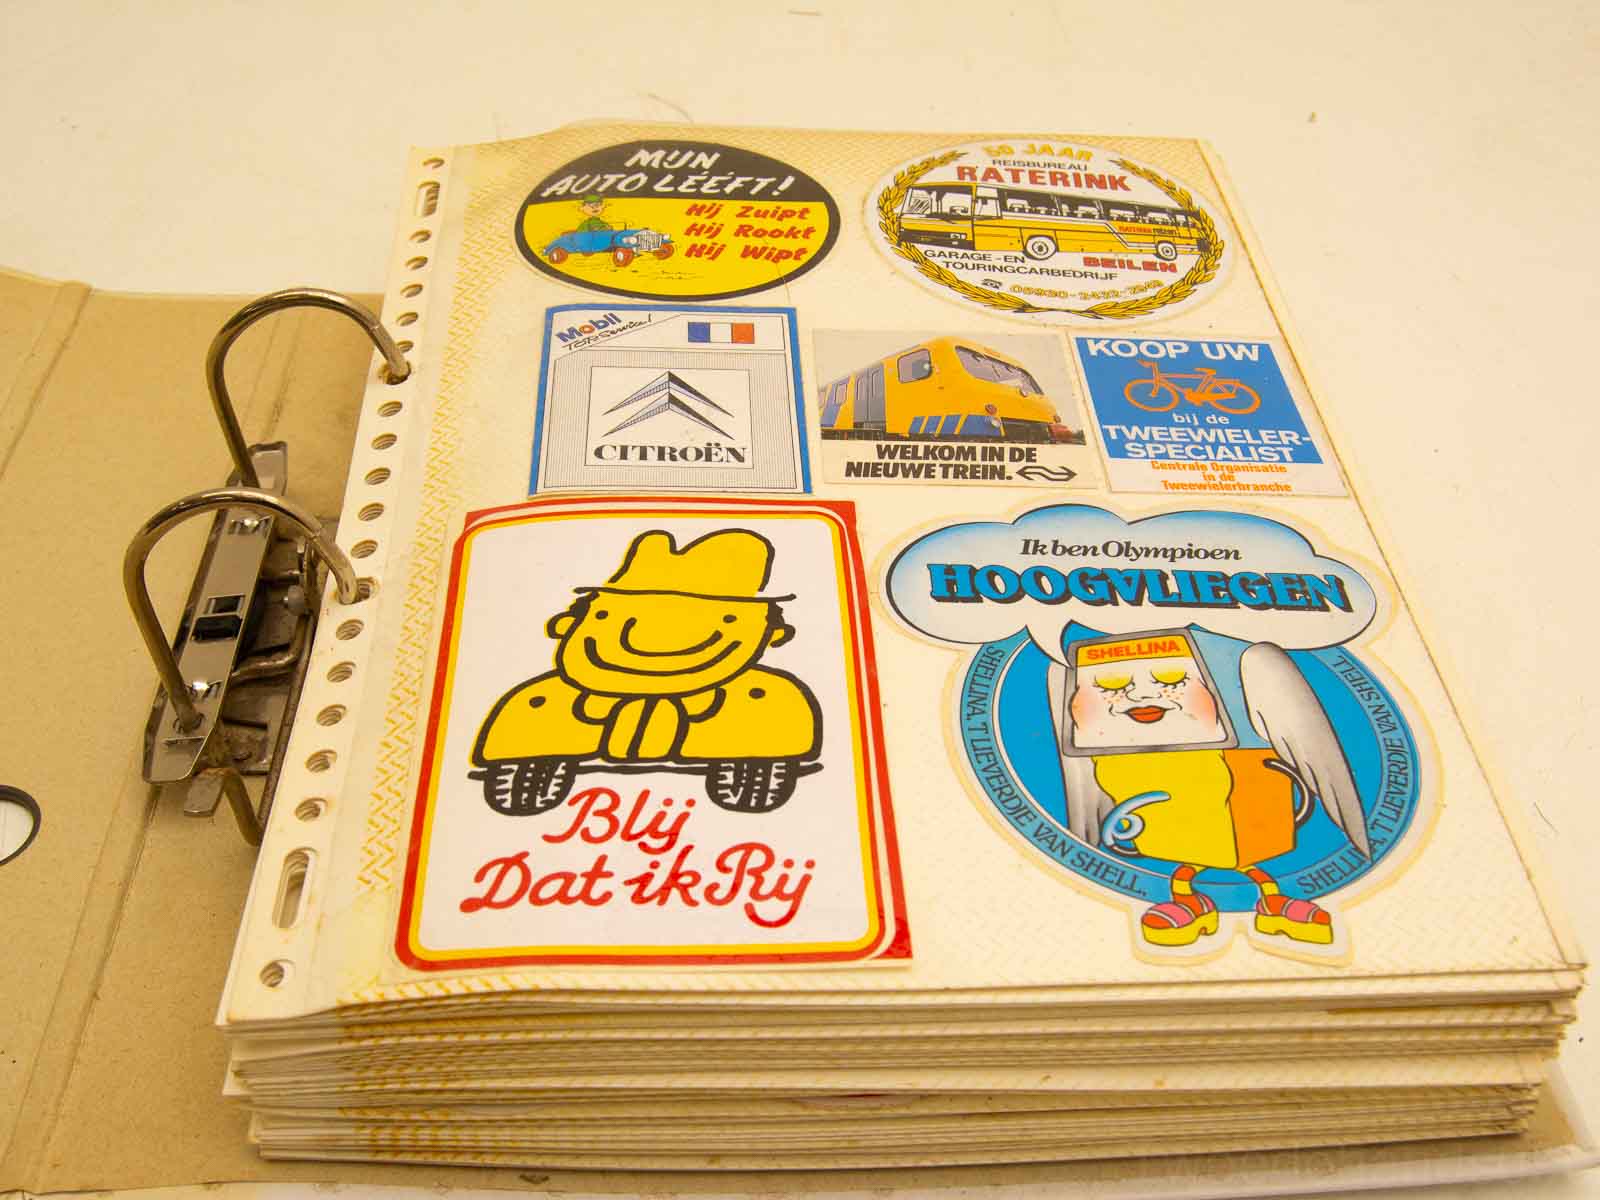 MIJN
AUTO LÉÉFT!
Hij Zuipt
Hij Rookt
Hij Wipt
50 JAAR
REISBUREAU
RATERINK
GARAGE - EN
TOURINGCARBEDRIJF
BEILEN
Mobil
CITROËN
WELKOM IN DE
NIEUWE TREIN.
KOOP UW
bij de
TWEEWIELER-
SPECIALIST
Centrale Organisatie
in de
Tweewielerbranche
Blij
Dat ik Rij
Ik ben Olympioen
HOOGVLIEGEN
SHELLINA
SHELLINA, 'T LIEVERDJE VAN SHELL.
SHELLINA, 'T LIEVERDJE VAN SHELL.
6